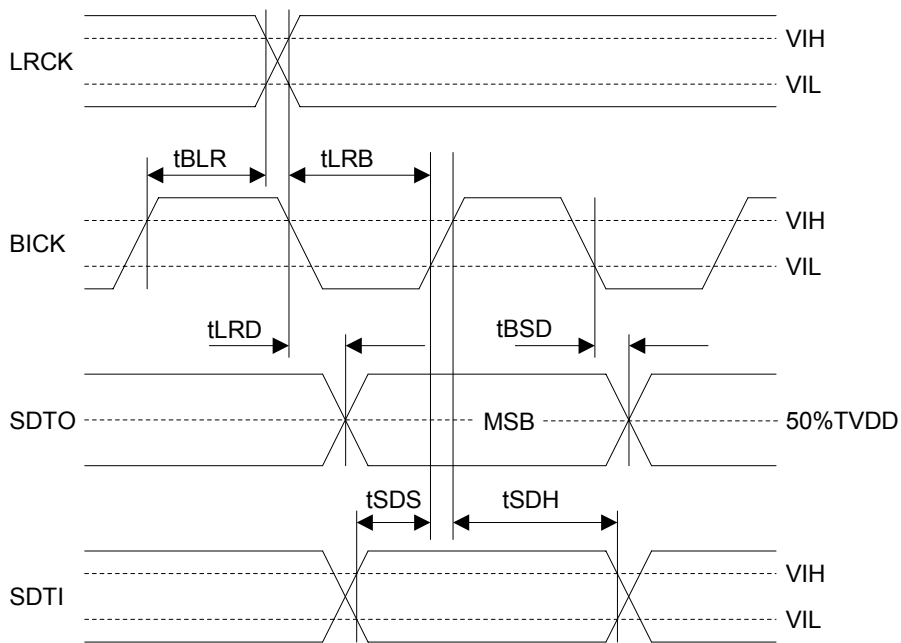 VIH
LRCK
VIL
tBLR
tLRB
VIH
BICK
VIL
tLRD
tBSD
SDTO
MSB
50%TVDD
tSDS
tSDH
VIH
SDTI
VIL